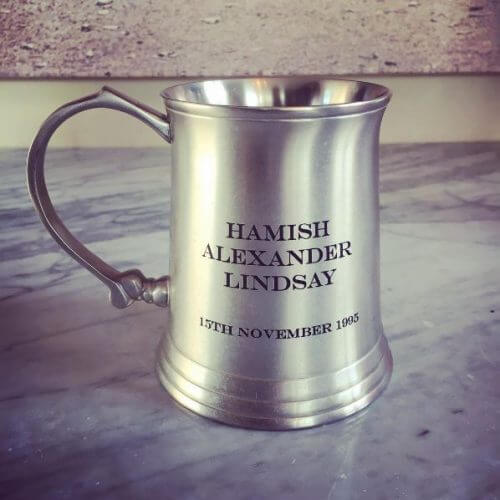 HAMISH
ALEXANDER
LINDSAY
15TH NOVEMBER 1995